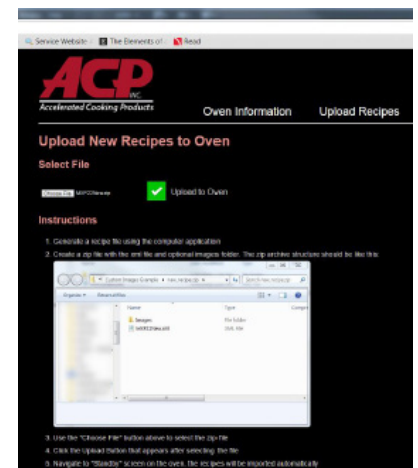 Service Website
The Elements of
Read
ACP
INC.
Accelerated Cooking Products
Oven Information
Upload Recipes
Upload New Recipes to Oven
Select File
Choose File
Upload to Oven
Instructions
1. Generate a recipe file using the computer application
2. Create a zip file with the xml file and optional images folder. The zip archive structure should be like this:
Organize
Name
Type
Images
File folder
XML File
3. Use the "Choose File" button above to select the zip file
4. Click the Upload Button that appears after selecting the file
5. Navigate to "Standby" screen on the oven, the recipes will be imported automatically